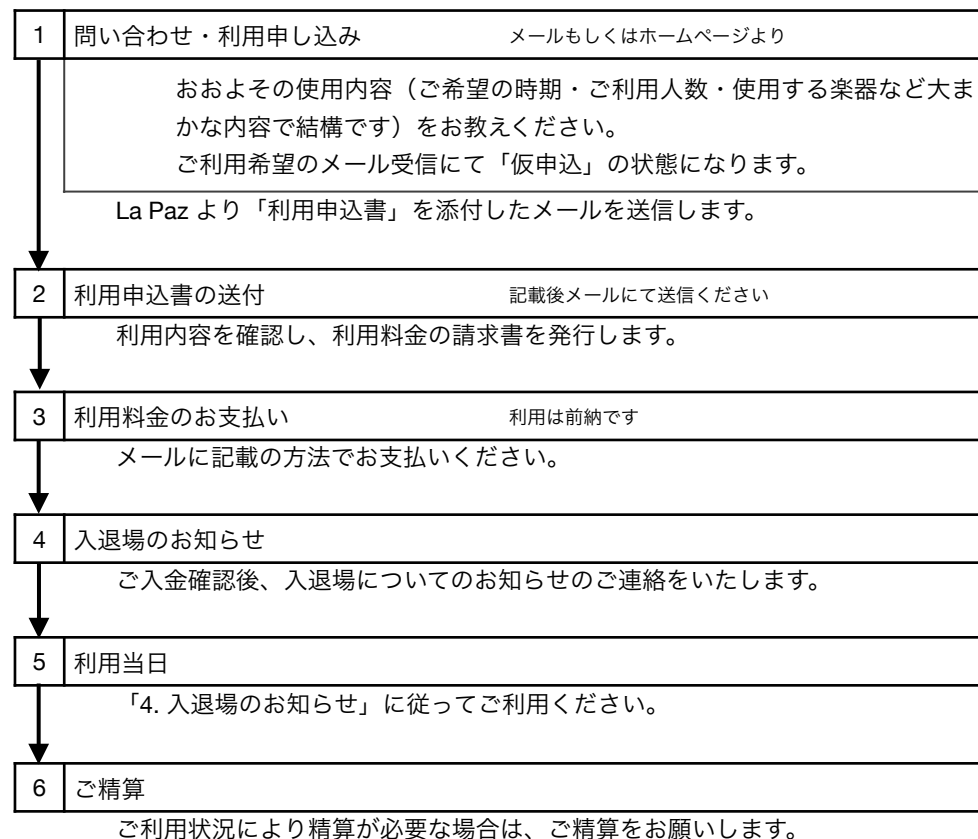 1 問い合わせ・利用申し込み メールもしくはホームページより
おおよその使用内容（ご希望の時期・ご利用人数・使用する楽器など大ま
かな内容で結構です）をお教えください。
ご利用希望のメール受信にて「仮申込」の状態になります。
La Paz より「利用申込書」を添付したメールを送信します。
2 利用申込書の送付 記載後メールにて送信ください
利用内容を確認し、利用料金の請求書を発行します。
3 利用料金のお支払い 利用は前納です
メールに記載の方法でお支払いください。
4 入退場のお知らせ
ご入金確認後、入退場についてのお知らせのご連絡をいたします。
5 利用当日
「4. 入退場のお知らせ」に従ってご利用ください。
6 ご精算
ご利用状況により精算が必要な場合は、ご精算をお願いします。